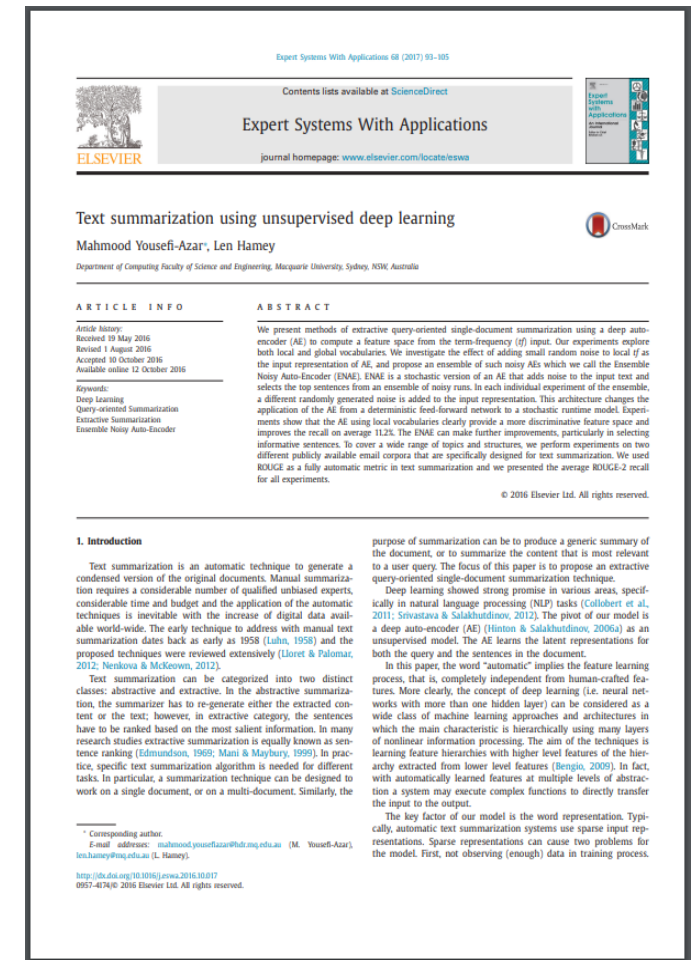 Expert Systems With Applications 68 (2017) 93–105
Contents lists available at ScienceDirect
Expert Systems With Applications
journal homepage: www.elsevier.com/locate/eswa
ELSEVIER
Expert
Systems
with
Applications
Text summarization using unsupervised deep learning
CrossMark
Mahmood Yousefi-Azar*, Len Hamey
Department of Computing Faculty of Science and Engineering, Macquarie University, Sydney, NSW, Australia
ARTICLE INFO
Article history:
Received 19 May 2016
Revised 1 August 2016
Accepted 10 October 2016
Available online 12 October 2016
Keywords:
Deep Learning
Query-oriented Summarization
Extractive Summarization
Ensemble Noisy Auto-Encoder
ABSTRACT
We present methods of extractive query-oriented single-document summarization using a deep auto-
encoder (AE) to compute a feature space from the term-frequency (tf) input. Our experiments explore
both local and global vocabularies. We investigate the effect of adding small random noise to local tf as
the input representation of AE, and propose an ensemble of such noisy AEs which we call the Ensemble
Noisy Auto-Encoder (ENAE). ENAE is a stochastic version of an AE that adds noise to the input text and
selects the top sentences from an ensemble of noisy runs. In each individual experiment of the ensemble,
a different randomly generated noise is added to the input representation. This architecture changes the
application of the AE from a deterministic feed-forward network to a stochastic runtime model. Experi-
ments show that the AE using local vocabularies clearly provide a more discriminative feature space and
improves the recall on average 11.2%. The ENAE can make further improvements, particularly in selecting
informative sentences. To cover a wide range of topics and structures, we perform experiments on two
different publicly available email corpora that are specifically designed for text summarization. We used
ROUGE as a fully automatic metric in text summarization and we presented the average ROUGE-2 recall
for all experiments.
© 2016 Elsevier Ltd. All rights reserved.
1. Introduction
Text summarization is an automatic technique to generate a
condensed version of the original documents. Manual summariza-
tion requires a considerable number of qualified unbiased experts,
considerable time and budget and the application of the automatic
techniques is inevitable with the increase of digital data avail-
able world-wide. The early technique to address with manual text
summarization dates back as early as 1958 (Luhn, 1958) and the
proposed techniques were reviewed extensively (Lloret & Palomar,
2012; Nenkova & McKeown, 2012).
Text summarization can be categorized into two distinct
classes: abstractive and extractive. In the abstractive summariza-
tion, the summarizer has to re-generate either the extracted con-
tent or the text; however, in extractive category, the sentences
have to be ranked based on the most salient information. In many
research studies extractive summarization is equally known as sen-
tence ranking (Edmundson, 1969; Mani & Maybury, 1999). In prac-
tice, specific text summarization algorithm is needed for different
tasks. In particular, a summarization technique can be designed to
work on a single document, or on a multi-document. Similarly, the
* Corresponding author.
E-mail addresses: mahmood.yousefiazar@hdr.mq.edu.au (M. Yousefi-Azar),
len.hamey@mq.edu.au (L. Hamey).
http://dx.doi.org/10.1016/j.eswa.2016.10.017
0957-4174/© 2016 Elsevier Ltd. All rights reserved.
purpose of summarization can be to produce a generic summary of
the document, or to summarize the content that is most relevant
to a user query. The focus of this paper is to propose an extractive
query-oriented single-document summarization technique.
Deep learning showed strong promise in various areas, specif-
ically in natural language processing (NLP) tasks (Collobert et al.,
2011; Srivastava & Salakhutdinov, 2012). The pivot of our model is
a deep auto-encoder (AE) (Hinton & Salakhutdinov, 2006a) as an
unsupervised model. The AE learns the latent representations for
both the query and the sentences in the document.
In this paper, the word “automatic” implies the feature learning
process, that is, completely independent from human-crafted fea-
tures. More clearly, the concept of deep learning (i.e. neural net-
works with more than one hidden layer) can be considered as a
wide class of machine learning approaches and architectures in
which the main characteristic is hierarchically using many layers
of nonlinear information processing. The aim of the techniques is
learning feature hierarchies with higher level features of the hier-
archy extracted from lower level features (Bengio, 2009). In fact,
with automatically learned features at multiple levels of abstrac-
tion a system may execute complex functions to directly transfer
the input to the output.
The key factor of our model is the word representation. Typi-
cally, automatic text summarization systems use sparse input rep-
resentations. Sparse representations can cause two problems for
the model. First, not observing (enough) data in training process.